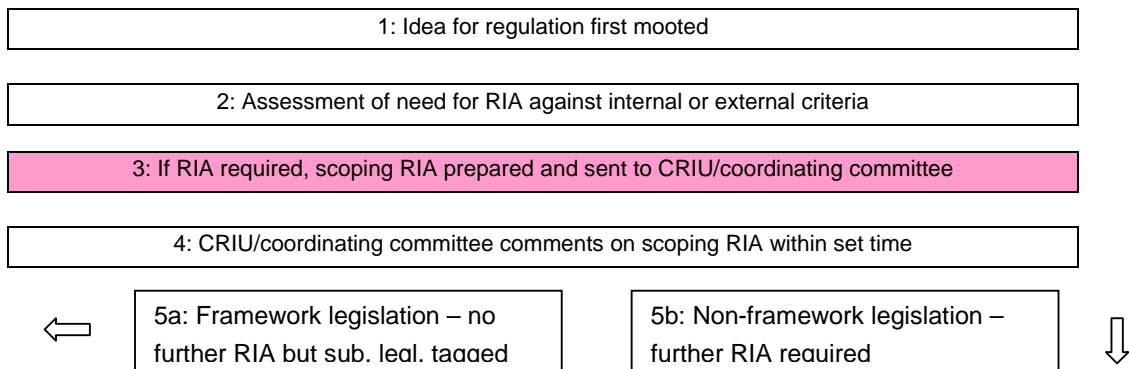 1: Idea for regulation first mooted
2: Assessment of need for RIA against internal or external criteria
3: If RIA required, scoping RIA prepared and sent to CRIU/coordinating committee
4: CRIU/coordinating committee comments on scoping RIA within set time
5a: Framework legislation – no
further RIA but sub. legl. tagged
5b: Non-framework legislation –
further RIA required